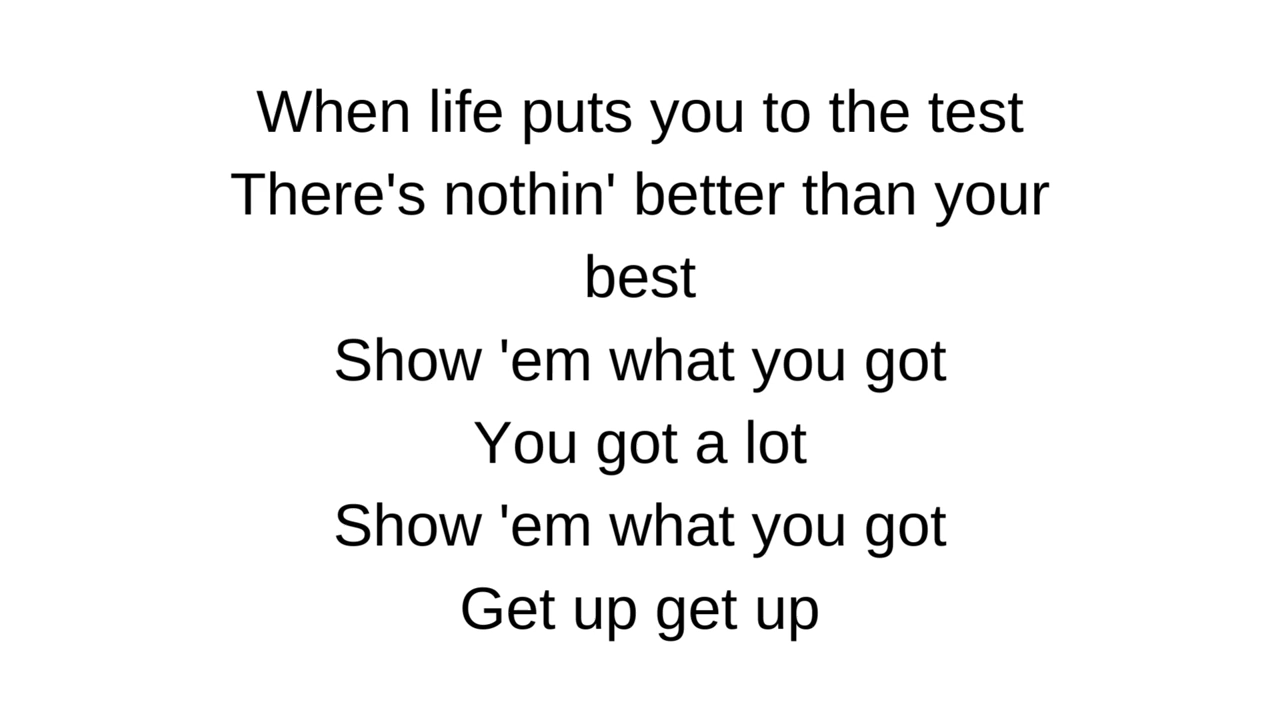 When life puts you to the test
There's nothin' better than your
best
Show 'em what you got
You got a lot
Show 'em what you got
Get up get up